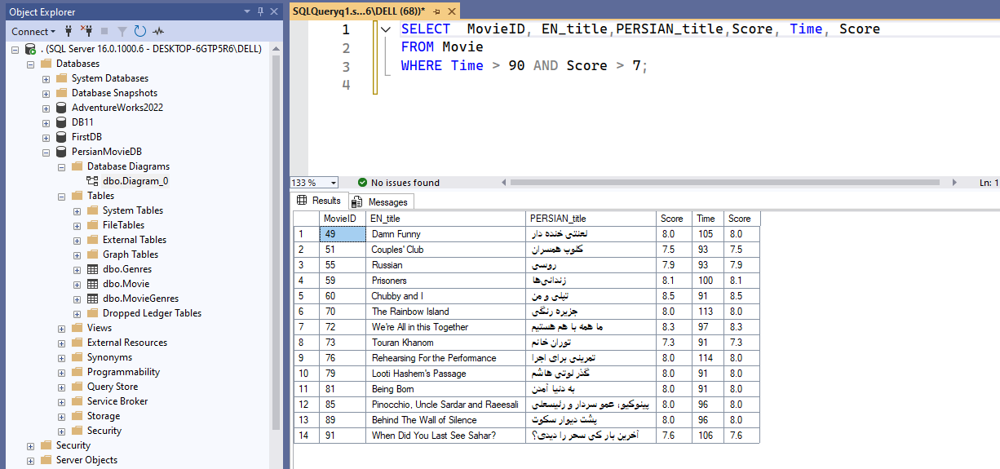 Object Explorer
Connect
. (SQL Server 16.0.1000.6 - DESKTOP-6GTP5R6\DELL)
Databases
System Databases
Database Snapshots
AdventureWorks2022
DB11
FirstDB
PersianMovieDB
Database Diagrams
dbo.Diagram_0
Tables
System Tables
FileTables
External Tables
Graph Tables
dbo.Genres
dbo.Movie
dbo.MovieGenres
Dropped Ledger Tables
Views
External Resources
Synonyms
Programmability
Query Store
Service Broker
Storage
Security
Security
Server Objects
SQLQueryq1.s...6\DELL (68))*
1 SELECT  MovieID, EN_title,PERSIAN_title,Score, Time, Score
2 FROM Movie
3 WHERE Time > 90 AND Score > 7;
4
133 % No issues found Ln: 1
Results Messages
MovieID EN_title PERSIAN_title Score Time Score
1 49 Damn Funny لعنتی خنده دار 8.0 105 8.0
2 51 Couples' Club کلوپ همسران 7.5 93 7.5
3 55 Russian روسی 7.9 93 7.9
4 59 Prisoners زندانی‌ها 8.1 100 8.1
5 60 Chubby and I تپلی و من 8.5 91 8.5
6 70 The Rainbow Island جزیره رنگی 8.0 113 8.0
7 72 We're All in this Together ما همه با هم هستیم 8.3 97 8.3
8 73 Touran Khanom توران خانم 7.3 91 7.3
9 76 Rehearsing For the Performance تمرینی برای اجرا 8.0 114 8.0
10 79 Looti Hashem's Passage گذر لوتی هاشم 8.0 91 8.0
11 81 Being Born به دنیا آمدن 8.0 91 8.0
12 85 Pinocchio, Uncle Sardar and Raeesali پینوکیو، عمو سردار و رئیسعلی 8.0 96 8.0
13 89 Behind The Wall of Silence پشت دیوار سکوت 8.0 96 8.0
14 91 When Did You Last See Sahar? آخرین بار کی سحر را دیدی؟ 7.6 106 7.6